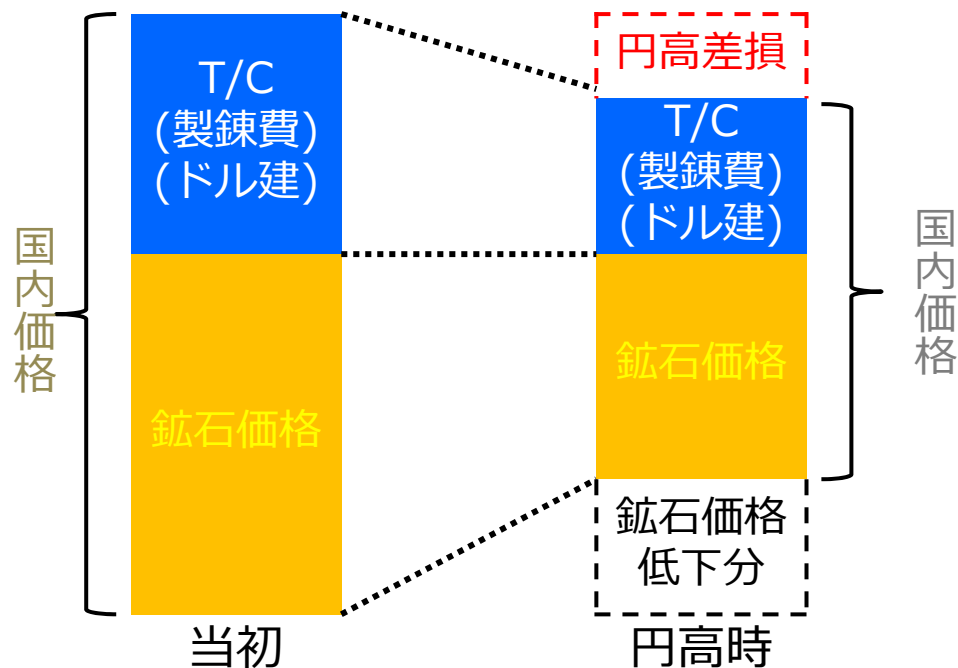 国内価格
T/C
(製錬費)
(ドル建)
鉱石価格
当初
円高差損
T/C
(製錬費)
(ドル建)
鉱石価格
鉱石価格
低下分
円高時
国内価格